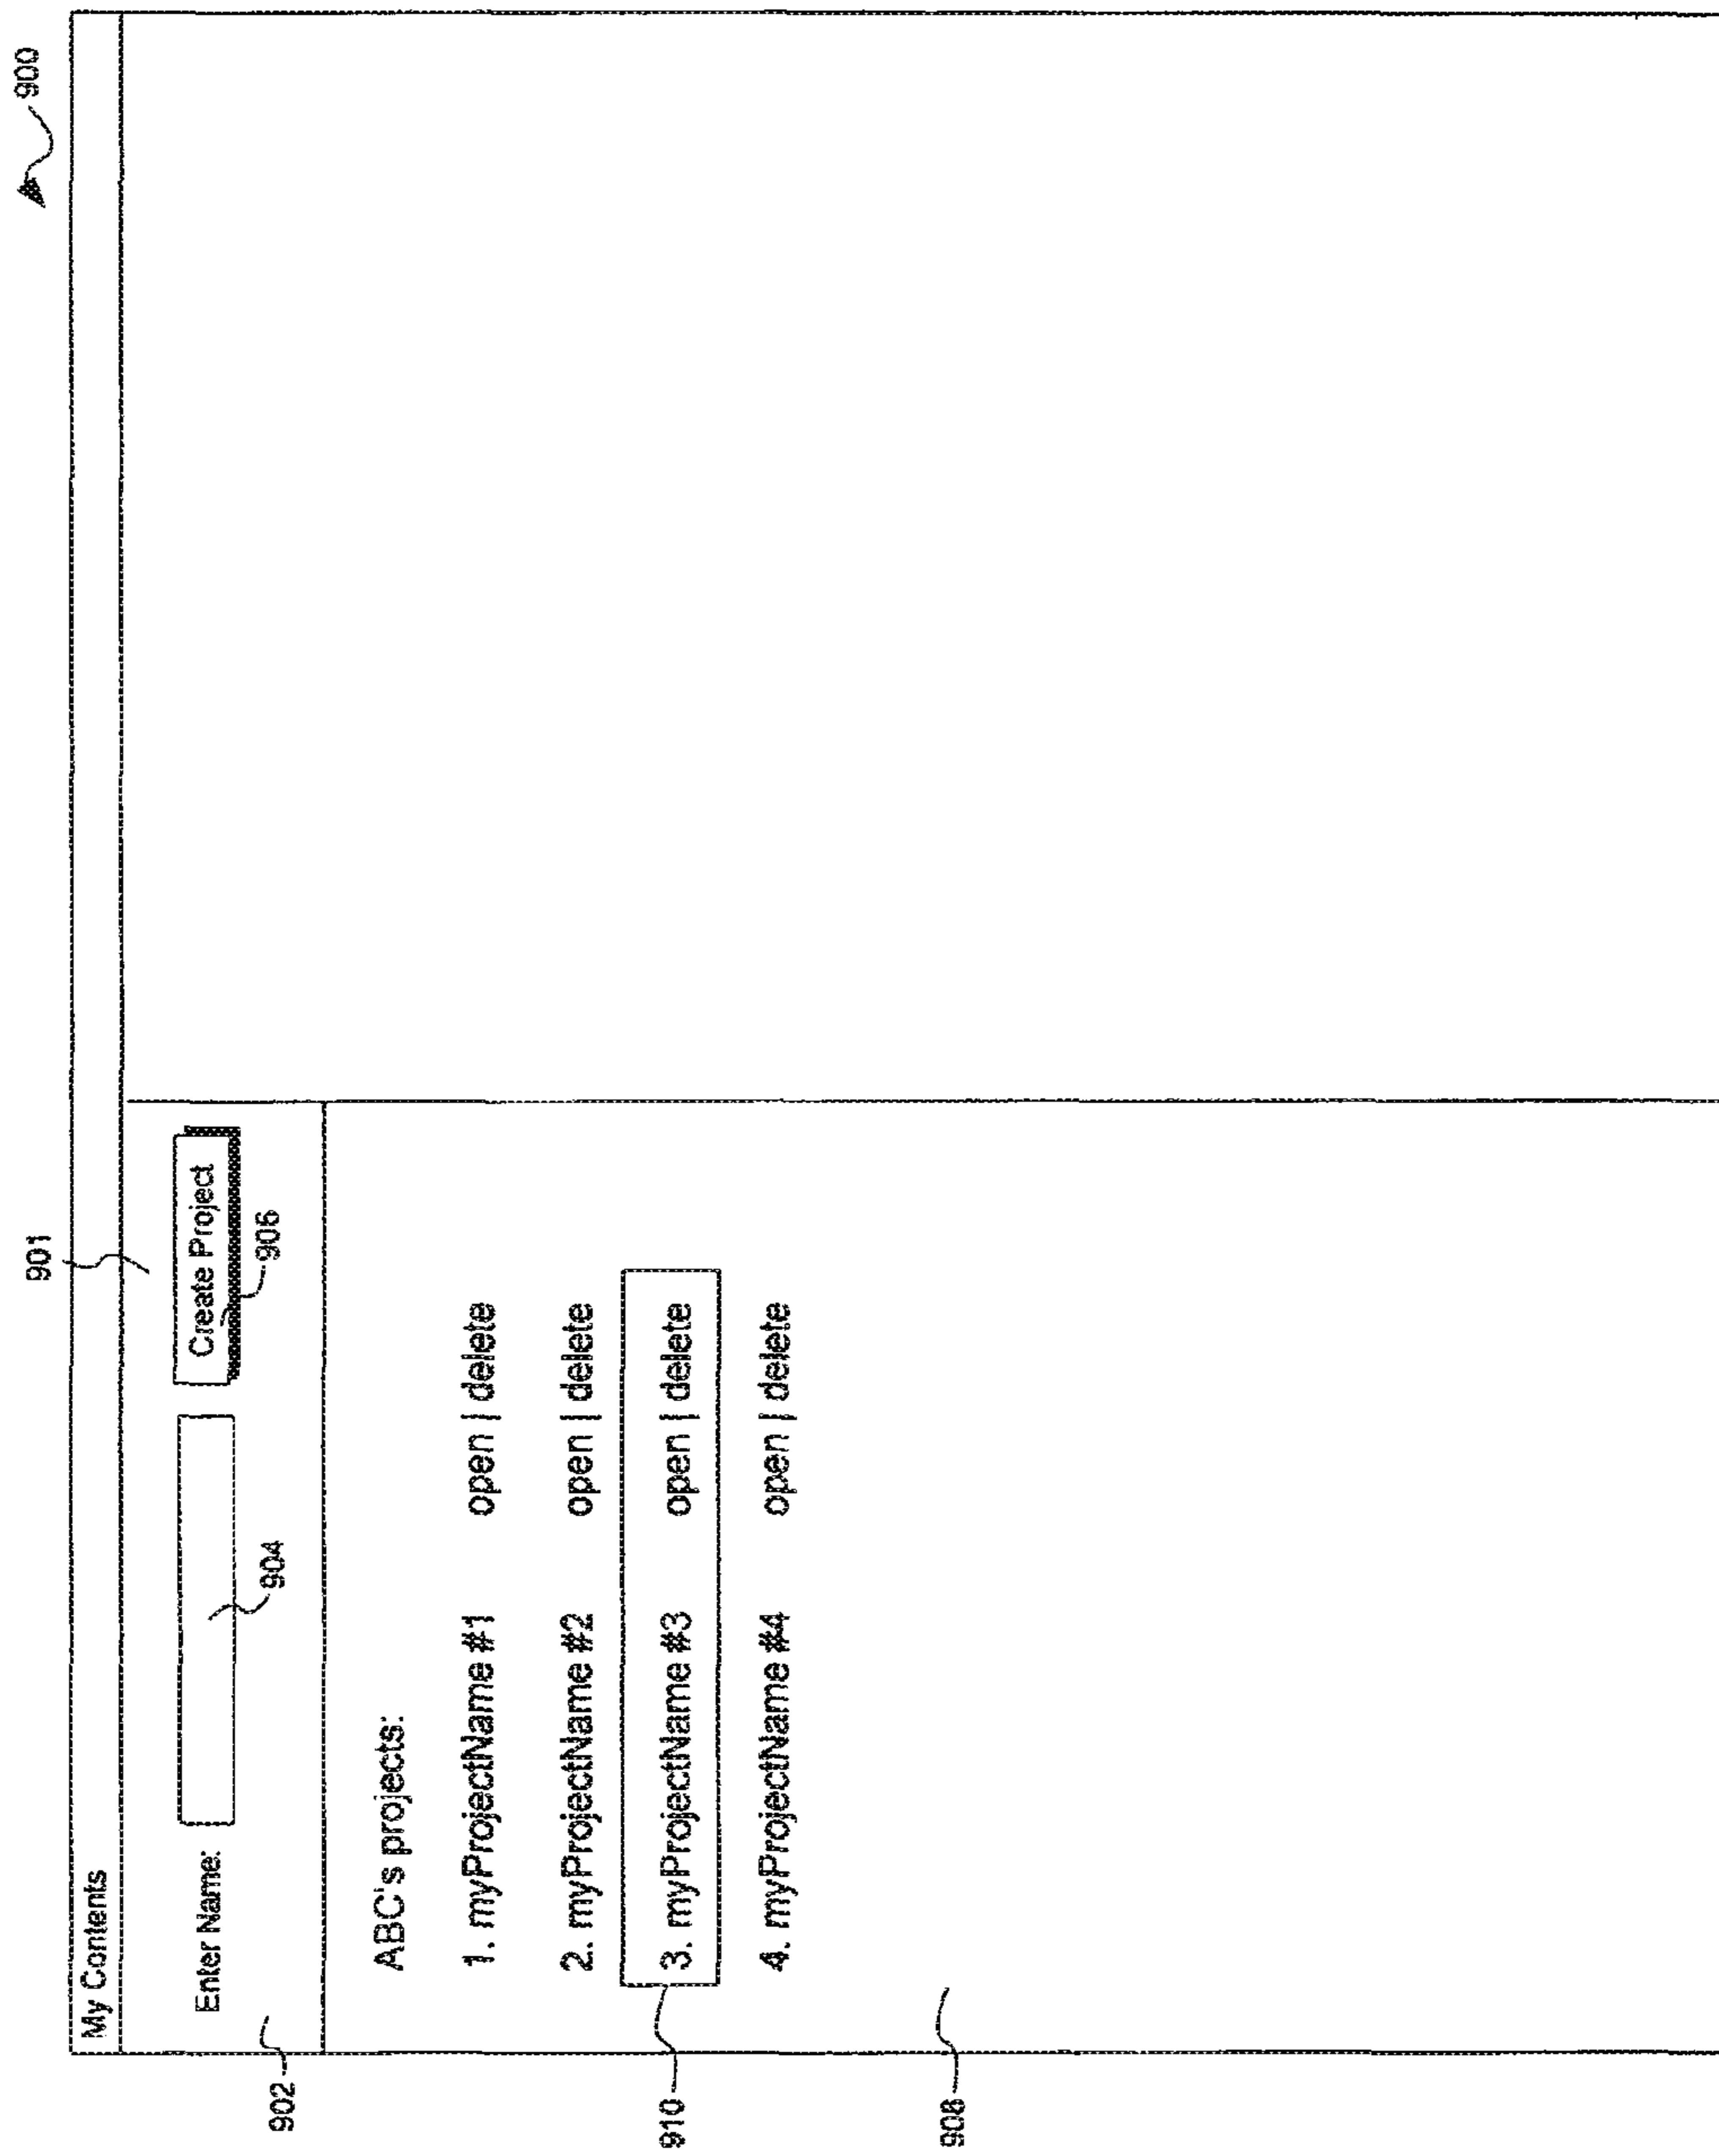 900
901
My Contents
Enter Name:
Create Project
902
904
906
ABC's projects:
1. myProjectName #1 open | delete
2. myProjectName #2 open | delete
910
3. myProjectName #3 open | delete
4. myProjectName #4 open | delete
908